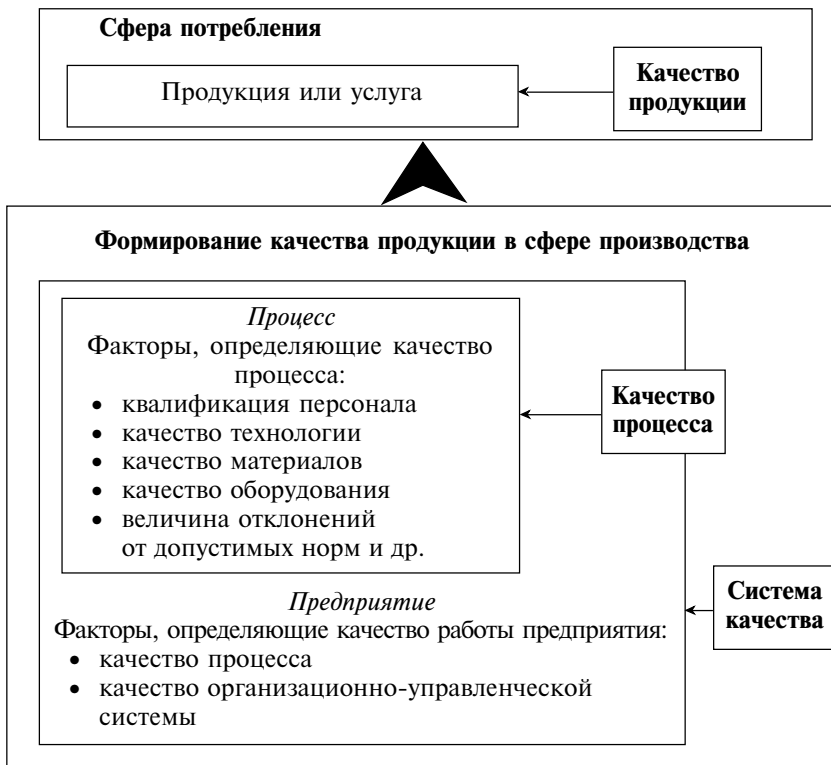 Сфера потребления
Продукция или услуга
Качество
продукции
Формирование качества продукции в сфере производства
Процесс
Факторы, определяющие качество
процесса:
• квалификация персонала
• качество технологии
• качество материалов
• качество оборудования
• величина отклонений
от допустимых норм и др.
Качество
процесса
Предприятие
Факторы, определяющие качество работы предприятия:
• качество процесса
• качество организационно-управленческой
системы
Система
качества